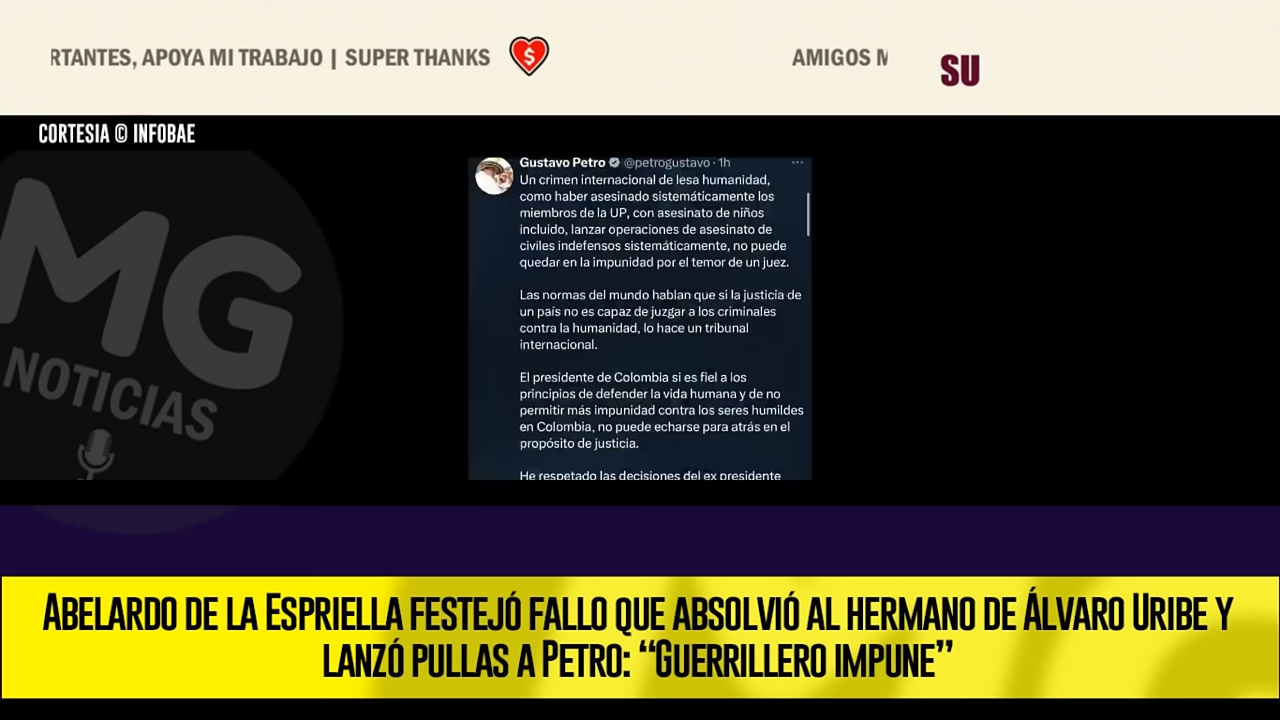 RTANTES, APOYA MI TRABAJO | SUPER THANKS
AMIGOS M
SU
CORTESIA © INFOBAE
MG
NOTICIAS
Gustavo Petro @petrogustavo · 1h
Un crimen internacional de lesa humanidad,
como haber asesinado sistemáticamente los
miembros de la UP, con asesinato de niños
incluido, lanzar operaciones de asesinato de
civiles indefensos sistemáticamente, no puede
quedar en la impunidad por el temor de un juez.
Las normas del mundo hablan que si la justicia de
un país no es capaz de juzgar a los criminales
contra la humanidad, lo hace un tribunal
internacional.
El presidente de Colombia si es fiel a los
principios de defender la vida humana y de no
permitir más impunidad contra los seres humildes
en Colombia, no puede echarse para atrás en el
propósito de justicia.
He respetado las decisiones del ex presidente
ABELARDO DE LA ESPRIELLA FESTEJÓ FALLO QUE ABSOLVIÓ AL HERMANO DE ÁLVARO URIBE Y
LANZÓ PULLAS A PETRO: “GUERRILLERO IMPUNE”